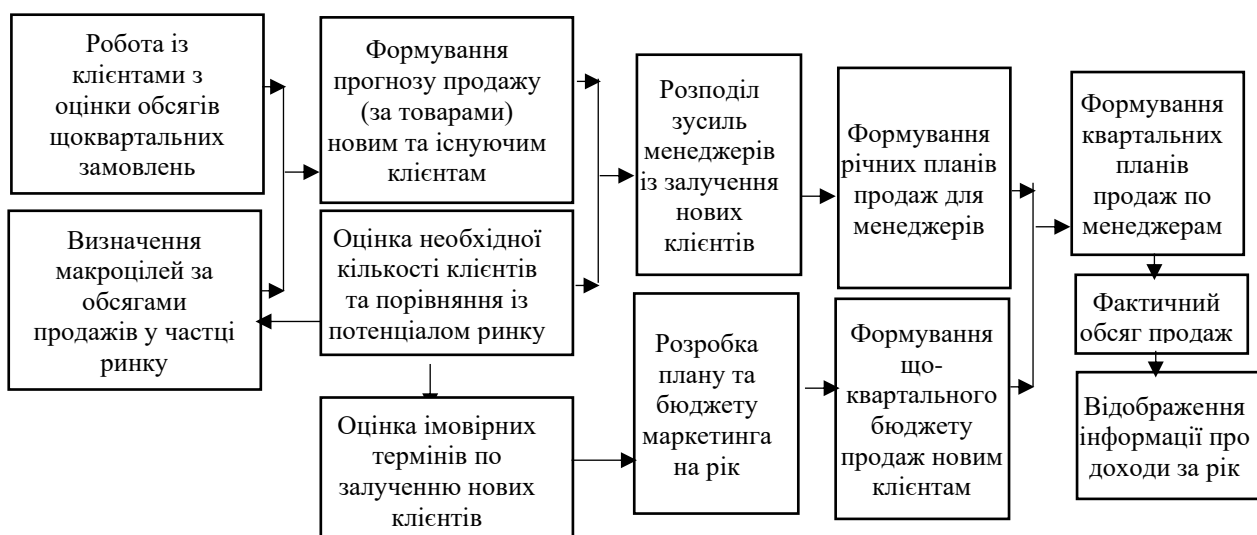 Робота із
клієнтами з
оцінки обсягів
щоквартальних
замовлень
Визначення
макроцілей за
обсягами
продажів у частці
ринку
Формування
прогнозу продажу
(за товарами)
новим та існуючим
клієнтам
Оцінка необхідної
кількості клієнтів
та порівняння із
потенціалом ринку
Оцінка імовірних
термінів по
залученню нових
клієнтів
Розподіл
зусиль
менеджерів
із залучення
нових
клієнтів
Розробка
плану та
бюджету
маркетинга
на рік
Формування
річних планів
продаж для
менеджерів
Формування
що-
квартального
бюджету
продаж новим
клієнтам
Формування
квартальних
планів
продаж по
менеджерам
Фактичний
обсяг продаж
Відображення
інформації про
доходи за рік